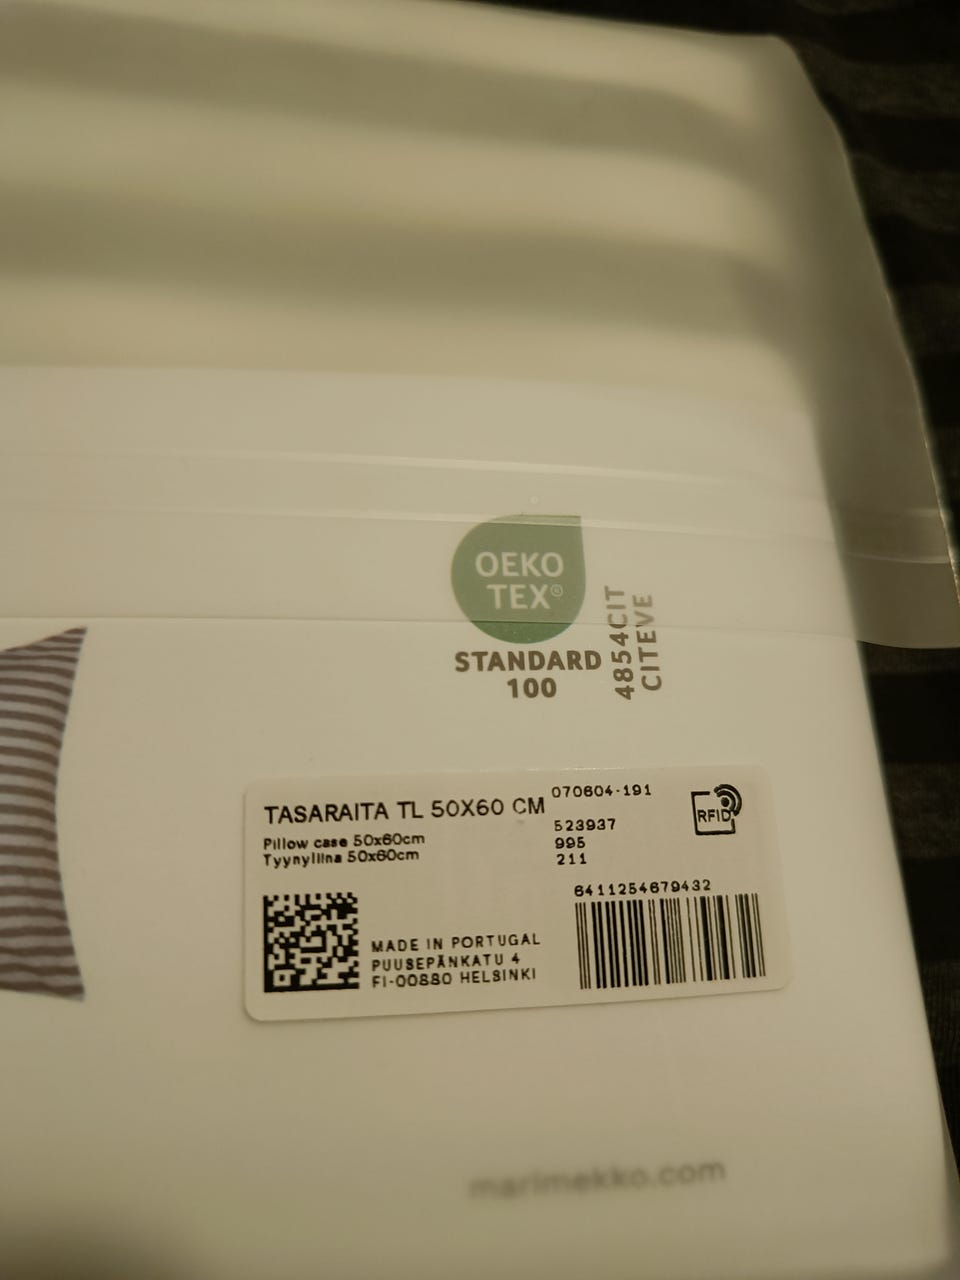 OEKO
TEX®
STANDARD
100
4854CIT
CITEVE
TASARAITA TL 50X60 CM
070604-191
Pillow case 50x60cm
Tyynyliina 50x60cm
523937
995
211
RFID
6411254679432
MADE IN PORTUGAL
PUUSEPÄNKATU 4
FI-00880 HELSINKI
marimekko.com